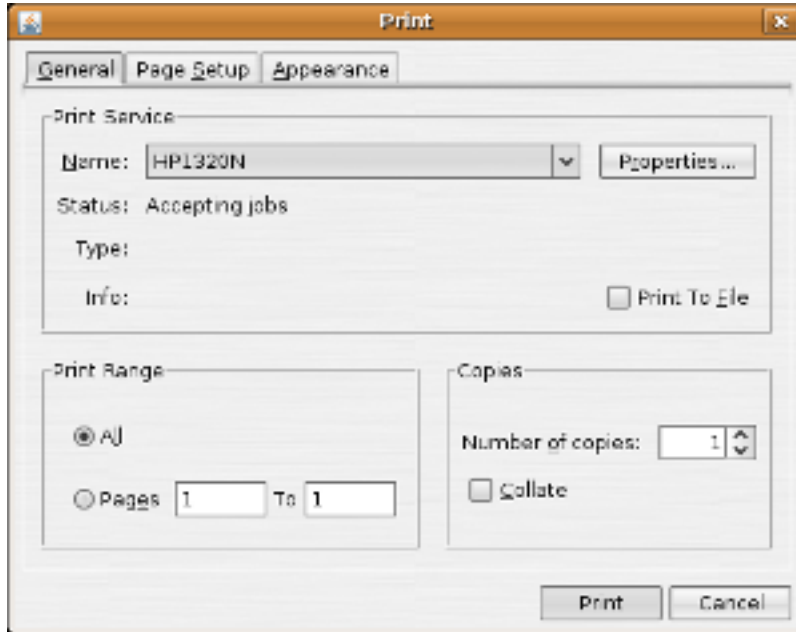 Print
General Page Setup Appearance
Print Service
Name: HP1320N Properties...
Status: Accepting jobs
Type:
Info: Print To File
Print Range Copies
All
Number of copies: 1
Pages 1 To 1
Collate
Print Cancel